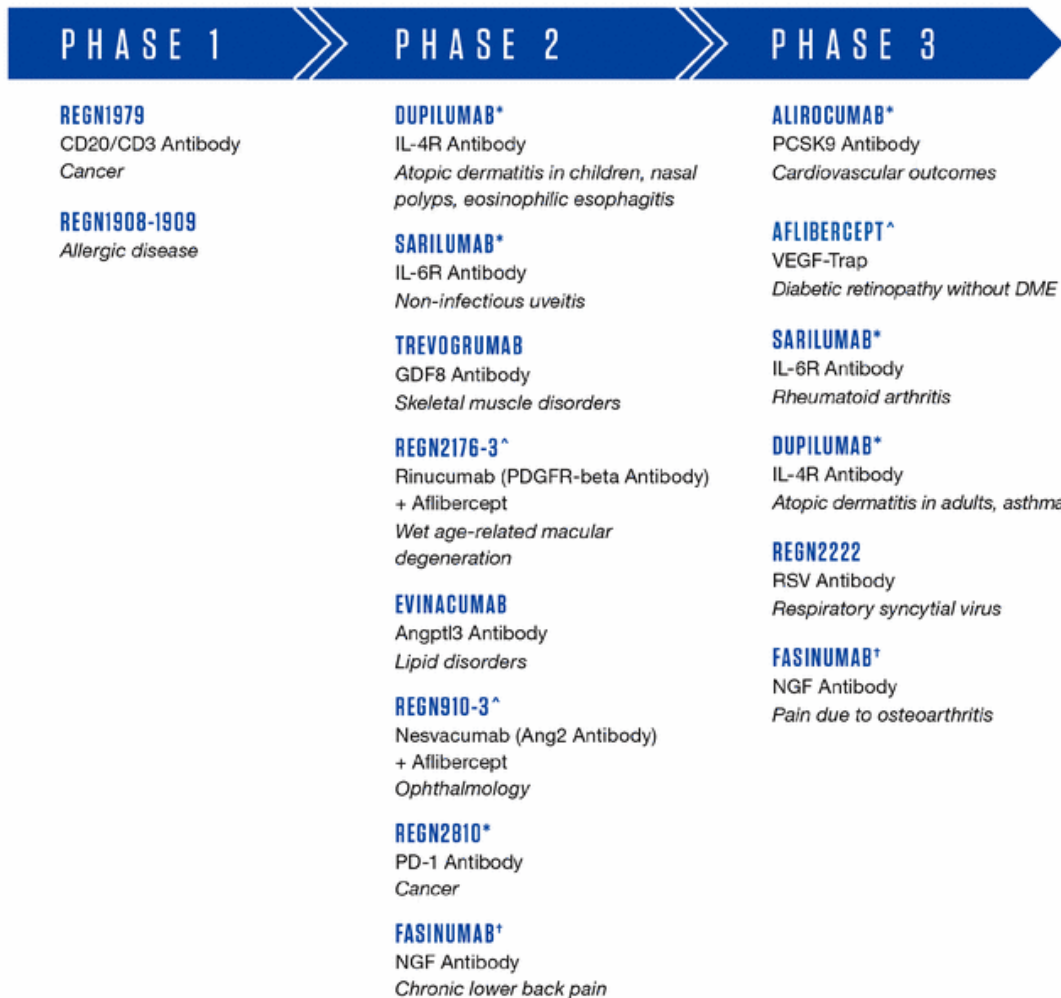 PHASE 1
PHASE 2
PHASE 3
REGN1979
CD20/CD3 Antibody
Cancer
REGN1908-1909
Allergic disease
DUPILUMAB*
IL-4R Antibody
Atopic dermatitis in children, nasal
polyps, eosinophilic esophagitis
SARILUMAB*
IL-6R Antibody
Non-infectious uveitis
TREVOGRUMAB
GDF8 Antibody
Skeletal muscle disorders
REGN2176-3^
Rinucumab (PDGFR-beta Antibody)
+ Aflibercept
Wet age-related macular
degeneration
EVINACUMAB
Angptl3 Antibody
Lipid disorders
REGN910-3^
Nesvacumab (Ang2 Antibody)
+ Aflibercept
Ophthalmology
REGN2810*
PD-1 Antibody
Cancer
FASINUMAB†
NGF Antibody
Chronic lower back pain
ALIROCUMAB*
PCSK9 Antibody
Cardiovascular outcomes
AFLIBERCEPT^
VEGF-Trap
Diabetic retinopathy without DME
SARILUMAB*
IL-6R Antibody
Rheumatoid arthritis
DUPILUMAB*
IL-4R Antibody
Atopic dermatitis in adults, asthma
REGN2222
RSV Antibody
Respiratory syncytial virus
FASINUMAB†
NGF Antibody
Pain due to osteoarthritis